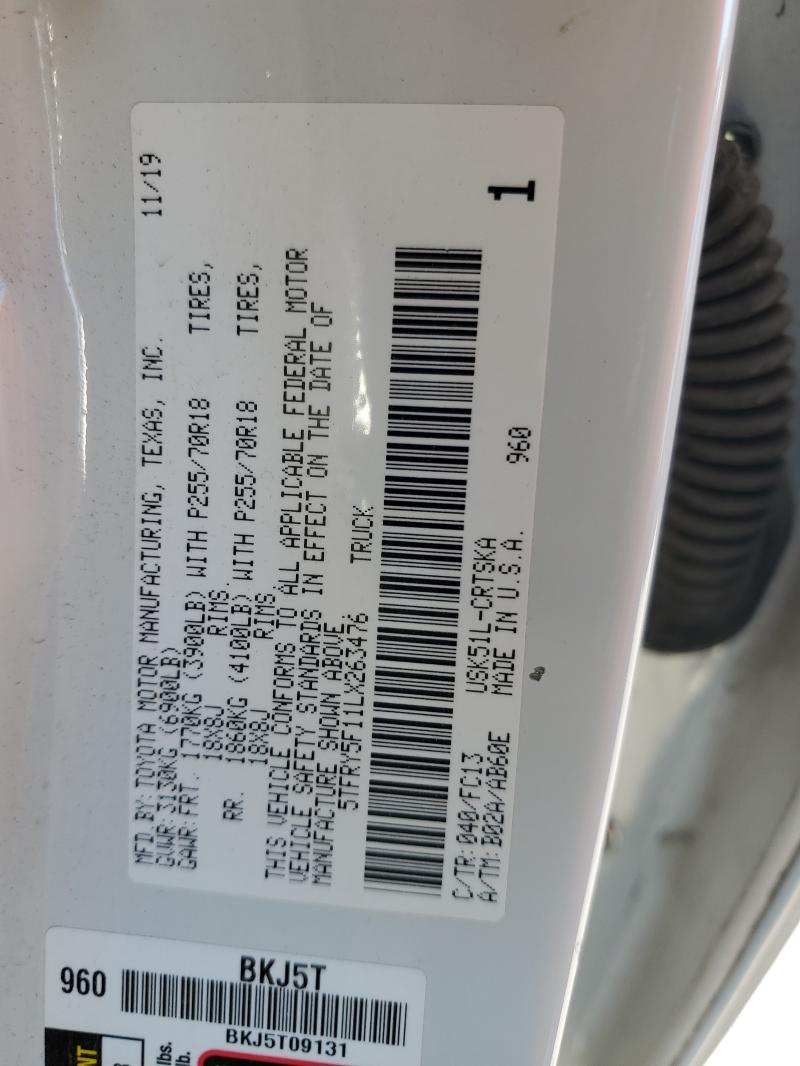 MFD. BY: TOYOTA MOTOR MANUFACTURING, TEXAS, INC. 11/19
GVWR: 3130KG (6900LB)
GAWR: FRT. 1770KG (3900LB) WITH P255/70R18 TIRES,
18X8J RIMS
RR. 1860KG (4100LB) WITH P255/70R18 TIRES,
18X8J RIMS
THIS VEHICLE CONFORMS TO ALL APPLICABLE FEDERAL MOTOR
VEHICLE SAFETY STANDARDS IN EFFECT ON THE DATE OF
MANUFACTURE SHOWN ABOVE.
5TFRY5F11LX263476 TRUCK
C/TR: 040/FC13 USK51L-CRTSKA
A/TM: B02A/AB60E MADE IN U.S.A. 960
1
960
BKJ5T
BKJ5T09131
lbs.
lb.